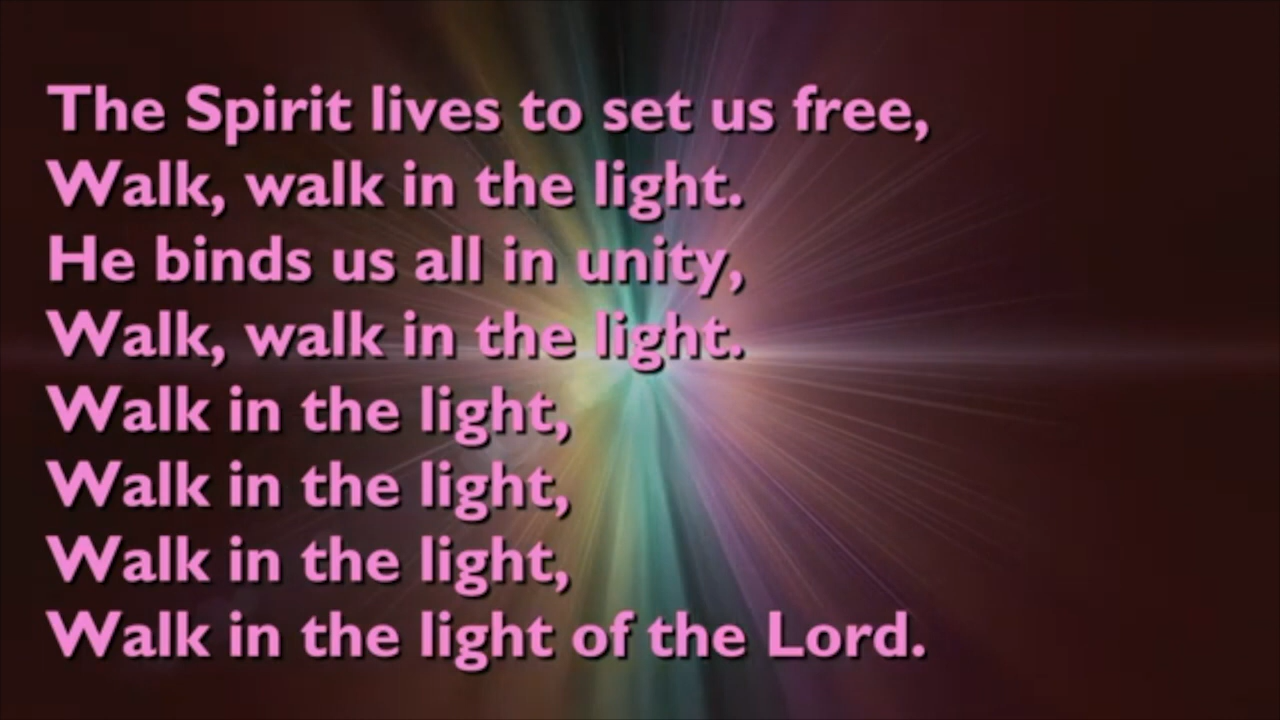 The Spirit lives to set us free,
Walk, walk in the light.
He binds us all in unity,
Walk, walk in the light.
Walk in the light,
Walk in the light,
Walk in the light,
Walk in the light of the Lord.